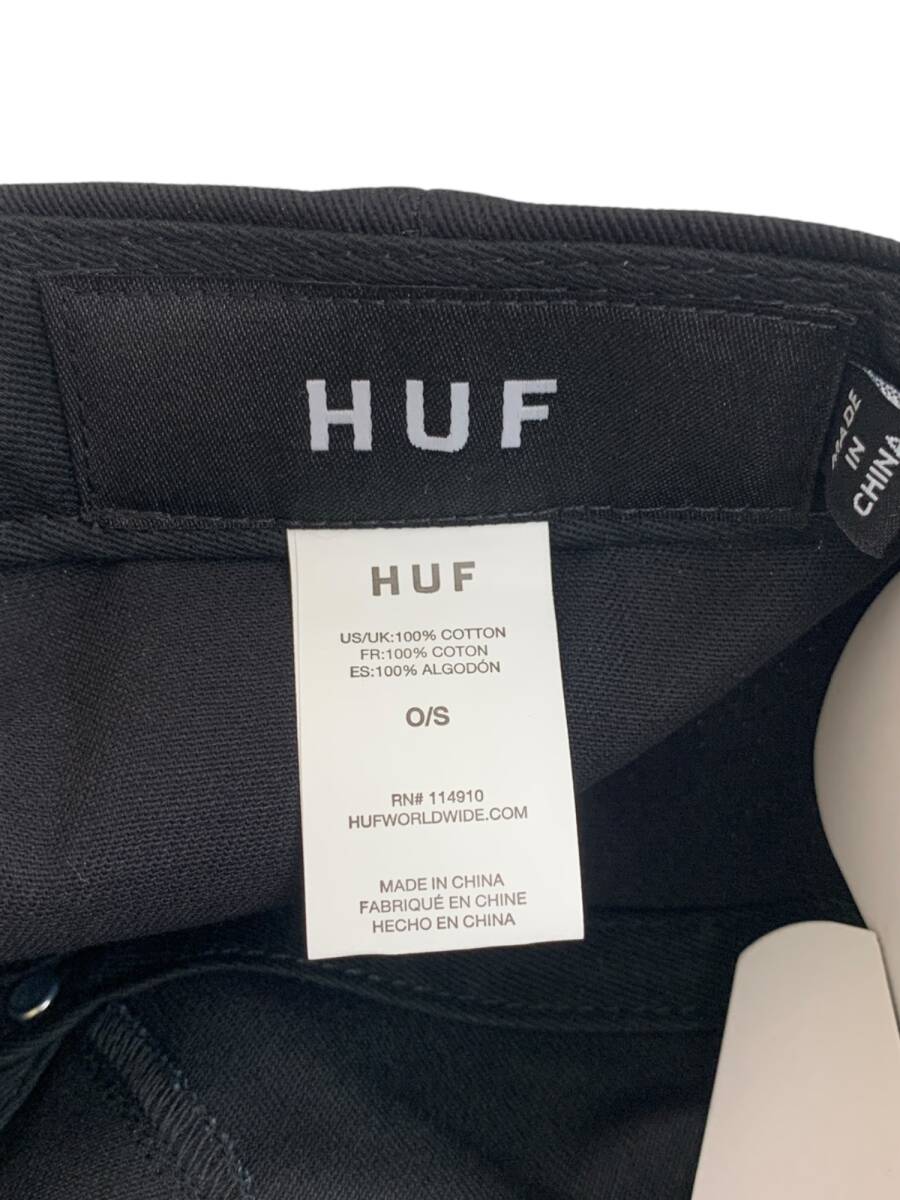 HUF
MADE
IN
CHINA
HUF
US/UK:100% COTTON
FR:100% COTON
ES:100% ALGODÓN
O/S
RN# 114910
HUFWORLDWIDE.COM
MADE IN CHINA
FABRIQUÉ EN CHINE
HECHO EN CHINA